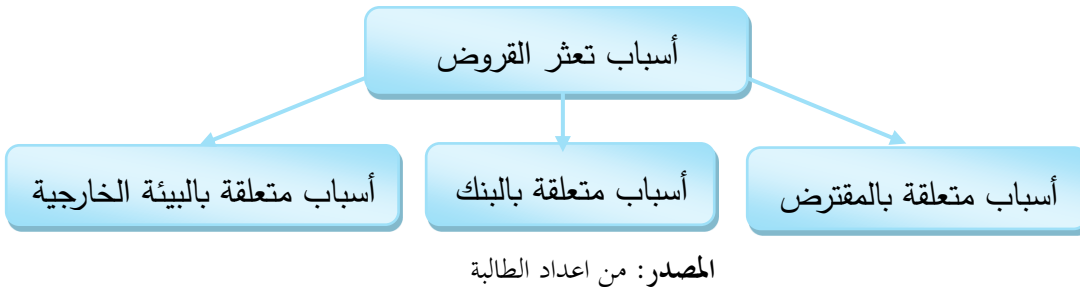 أسباب تعثر القروض
أسباب متعلقة بالمقترض
أسباب متعلقة بالبنك
أسباب متعلقة بالبيئة الخارجية
المصدر: من اعداد الطالبة